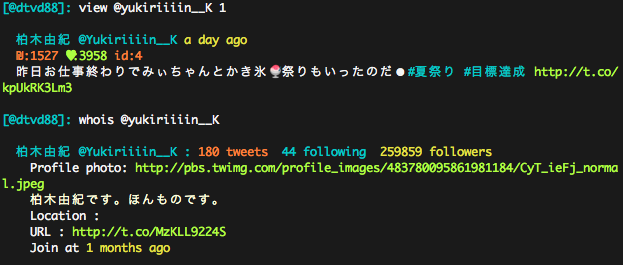 [@dtvd88]: view @yukiriiiin__K 1
柏木由紀 @Yukiriiiin__K a day ago
:1527 ♥:3958 id:4
昨日お仕事終わりでみぃちゃんとかき氷🍧祭りもいったのだ☻#夏祭り #目標達成 http://t.co/
kpUkRK3Lm3
[@dtvd88]: whois @yukiriiiin__K
柏木由紀 @Yukiriiiin__K : 180 tweets 44 following 259859 followers
Profile photo: http://pbs.twimg.com/profile_images/483780095861981184/CyT_ieFj_norma
l.jpeg
柏木由紀です。ほんものです。
Location :
URL : http://t.co/MzKLL9224S
Join at 1 months ago